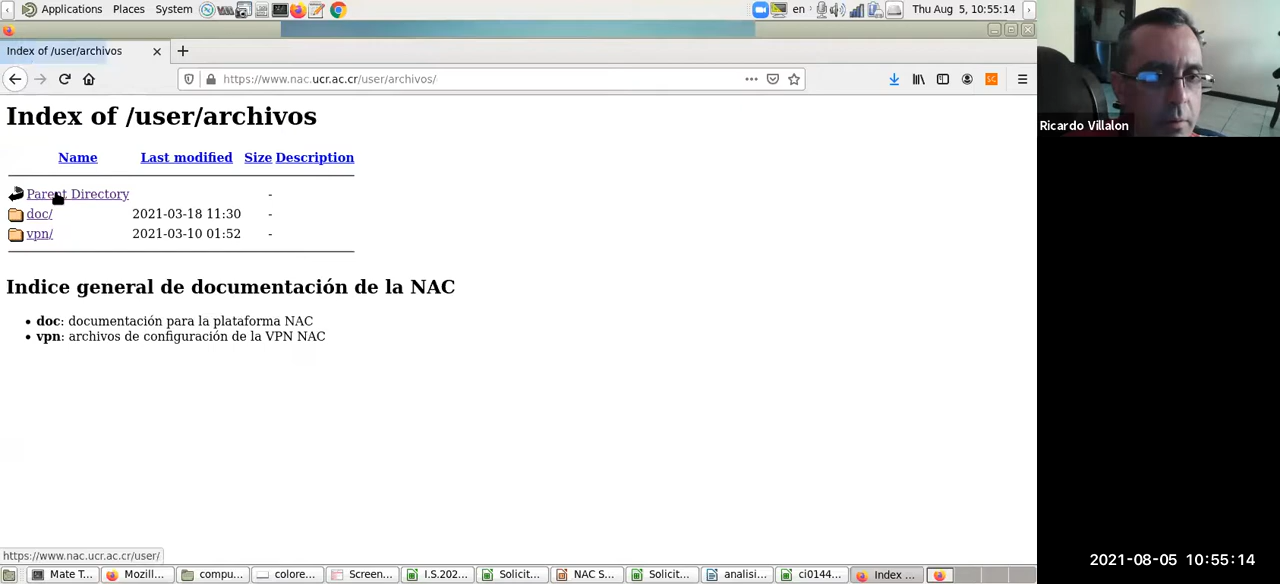 Applications Places System en Thu Aug 5, 10:55:14
Index of /user/archivos
https://www.nac.ucr.ac.cr/user/archivos/
Ricardo Villalon
Index of /user/archivos
Name Last modified Size Description
Parent Directory -
doc/ 2021-03-18 11:30 -
vpn/ 2021-03-10 01:52 -
Indice general de documentación de la NAC
• doc: documentación para la plataforma NAC
• vpn: archivos de configuración de la VPN NAC
https://www.nac.ucr.ac.cr/user/
2021-08-05 10:55:14
Mate T... Mozill... compu... colore... Screen... I.S.202... Solicit... NAC S... Solicit... analisi... ci0144... Index ...